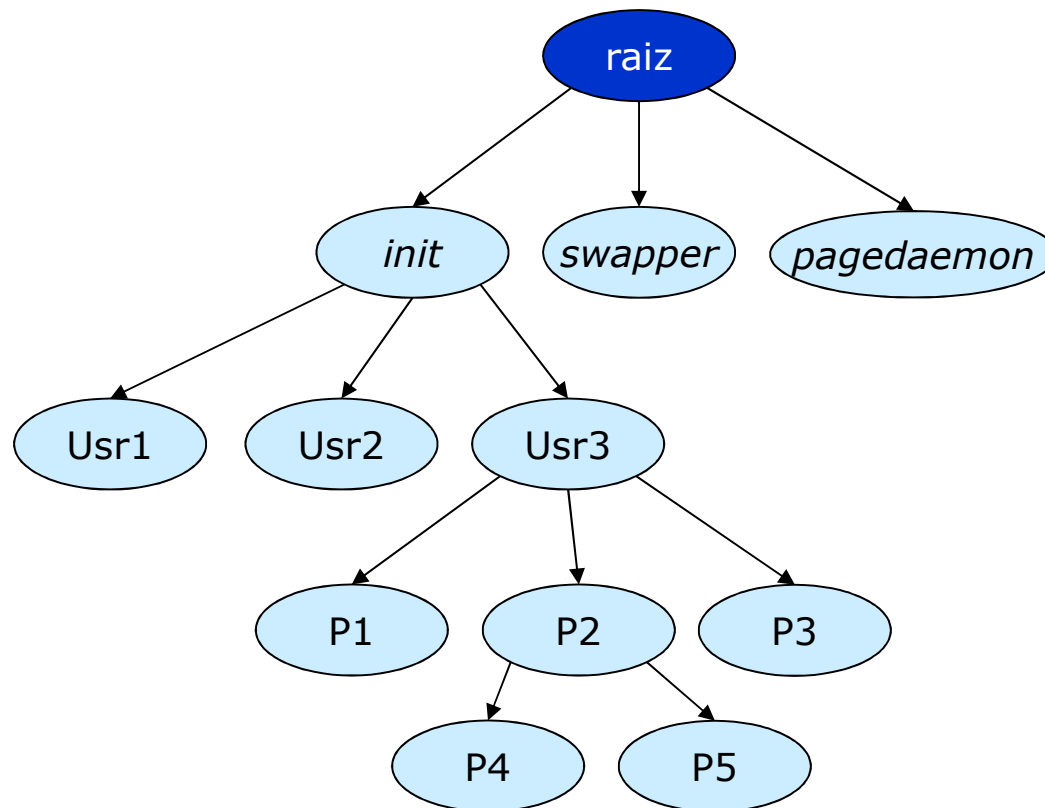 raiz
init
swapper
pagedaemon
Usr1
Usr2
Usr3
P1
P2
P3
P4
P5